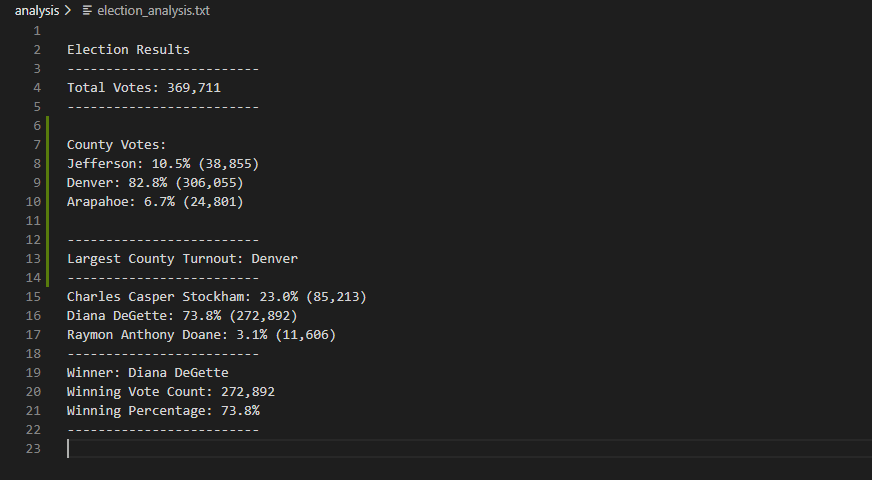 analysis > election_analysis.txt
1
2 Election Results
3 -------------------------
4 Total Votes: 369,711
5 -------------------------
6
7 County Votes:
8 Jefferson: 10.5% (38,855)
9 Denver: 82.8% (306,055)
10 Arapahoe: 6.7% (24,801)
11
12 -------------------------
13 Largest County Turnout: Denver
14 -------------------------
15 Charles Casper Stockham: 23.0% (85,213)
16 Diana DeGette: 73.8% (272,892)
17 Raymon Anthony Doane: 3.1% (11,606)
18 -------------------------
19 Winner: Diana DeGette
20 Winning Vote Count: 272,892
21 Winning Percentage: 73.8%
22 -------------------------
23